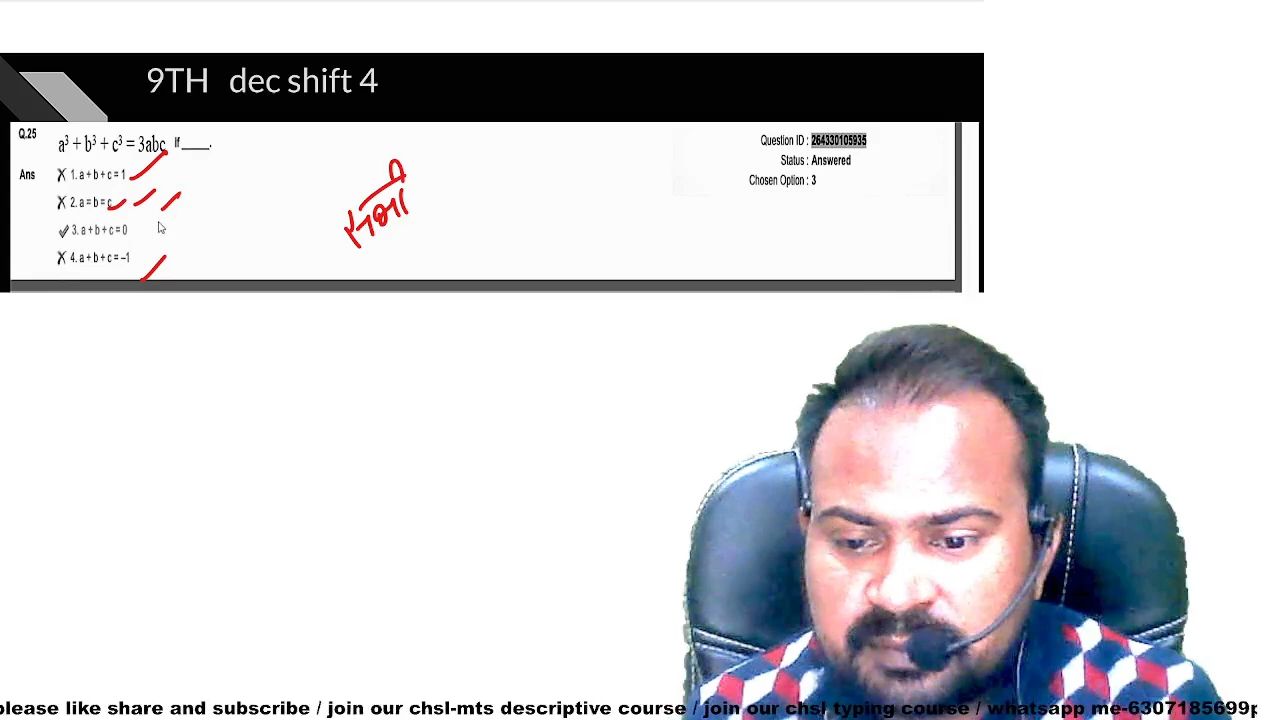 9TH dec shift 4
Q.25
a³ + b³ + c³ = 3abc If ____.
Ans
1. a + b + c = 1
2. a = b = c
3. a + b + c = 0
4. a + b + c = –1
Question ID : 264330105935
Status : Answered
Chosen Option : 3
please like share and subscribe / join our chsl-mts descriptive course / join our chsl typing course / whatsapp me-6307185699